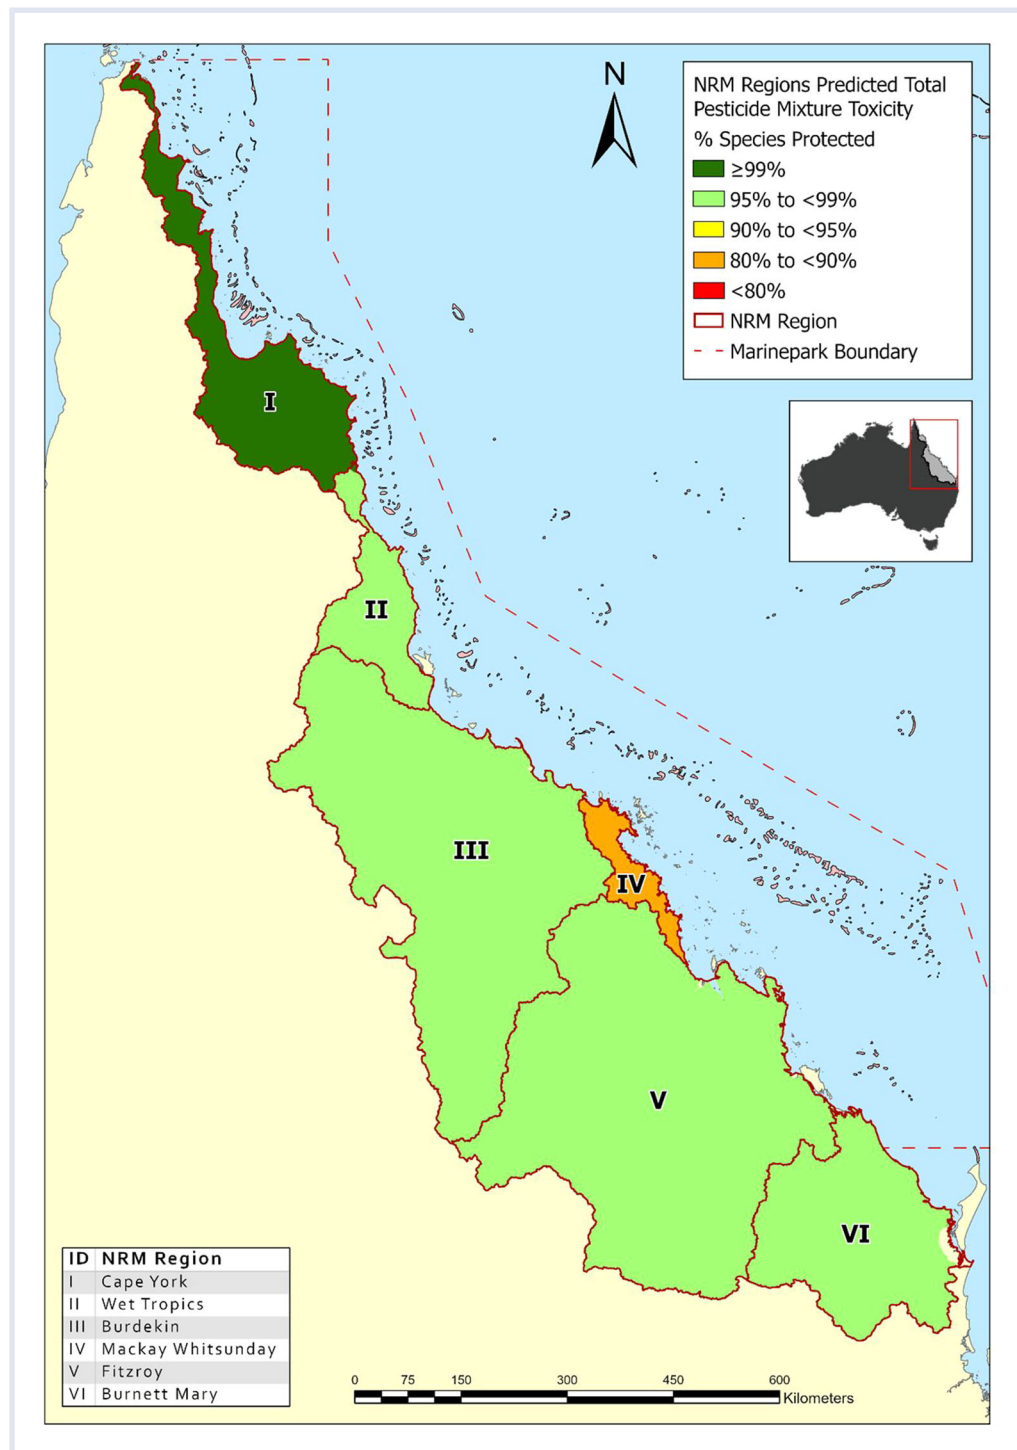 N
NRM Regions Predicted Total
Pesticide Mixture Toxicity
% Species Protected
≥99%
95% to <99%
90% to <95%
80% to <90%
<80%
NRM Region
Marinepark Boundary
I
II
III
IV
V
VI
ID NRM Region
I Cape York
II Wet Tropics
III Burdekin
IV Mackay Whitsunday
V Fitzroy
VI Burnett Mary
0 75 150 300 450 600
Kilometers